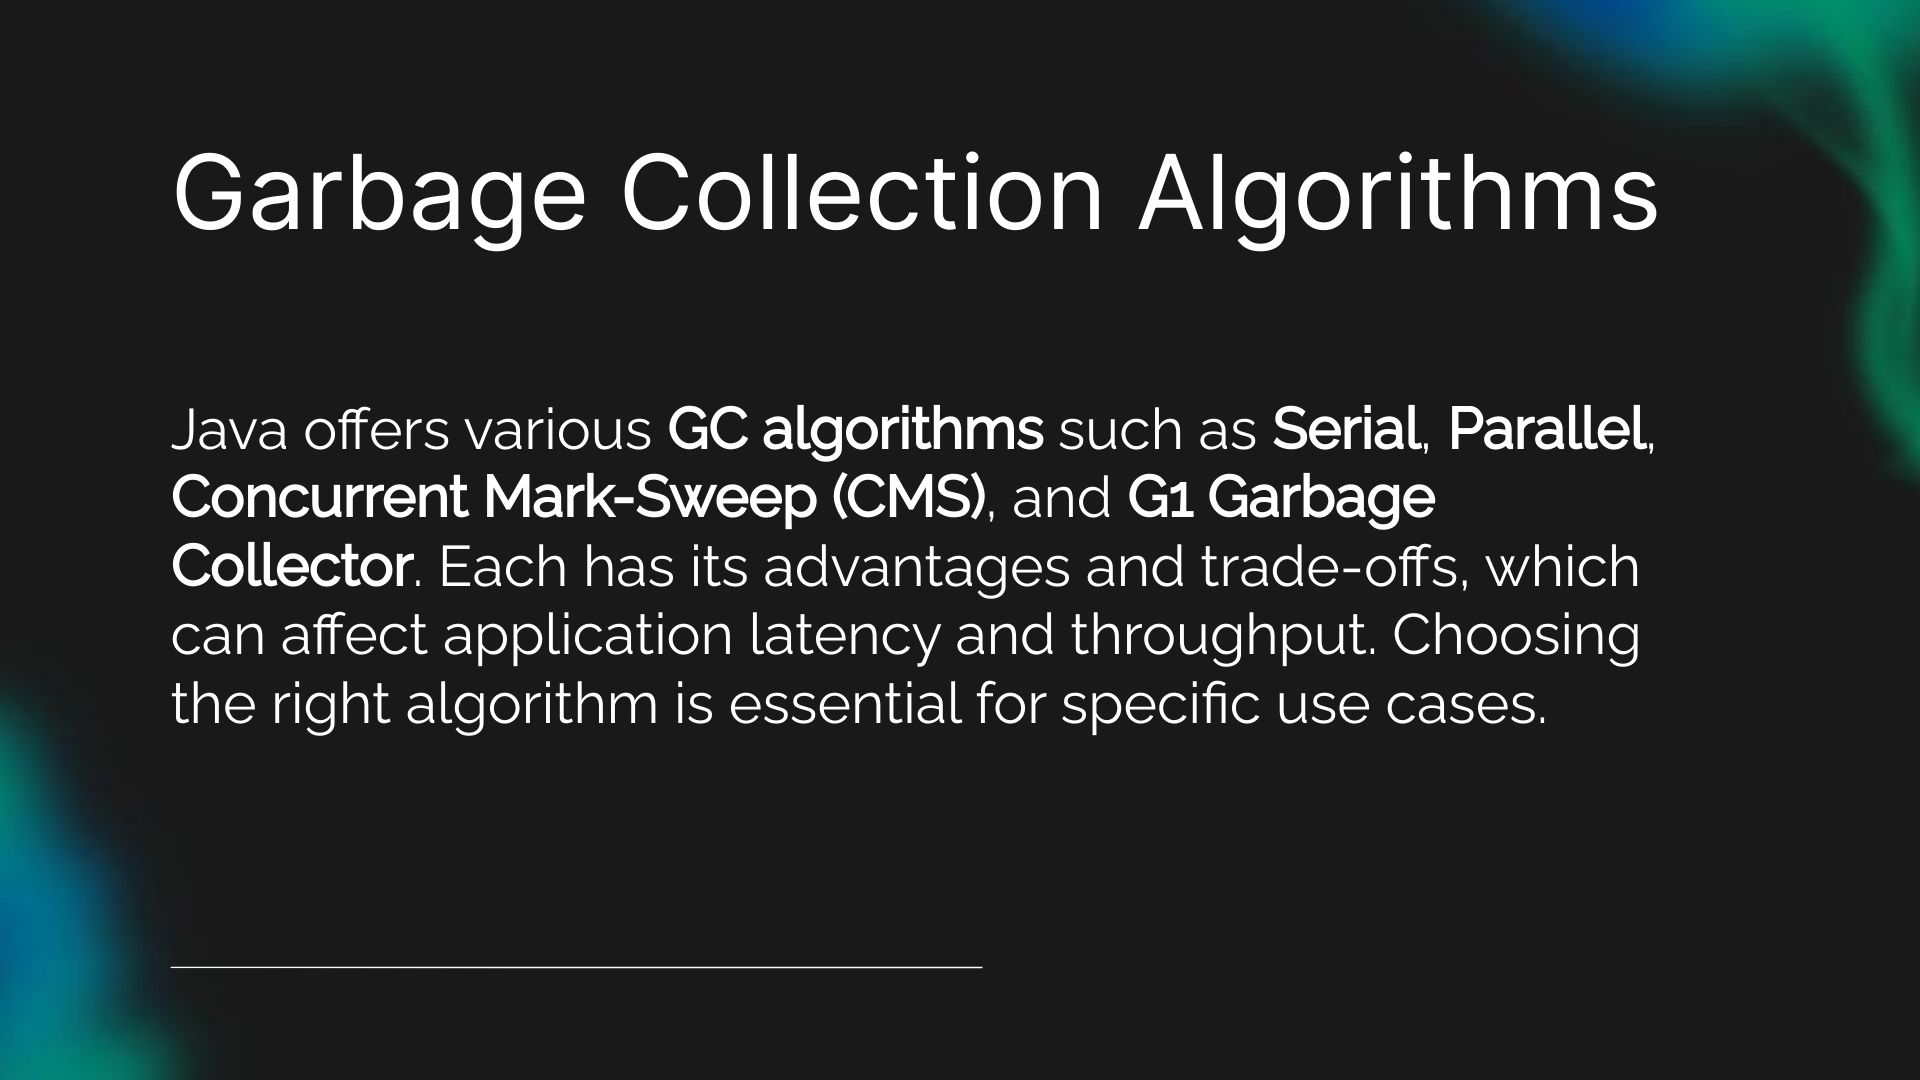 Garbage Collection Algorithms
Java offers various GC algorithms such as Serial, Parallel,
Concurrent Mark-Sweep (CMS), and G1 Garbage
Collector. Each has its advantages and trade-offs, which
can affect application latency and throughput. Choosing
the right algorithm is essential for specific use cases.